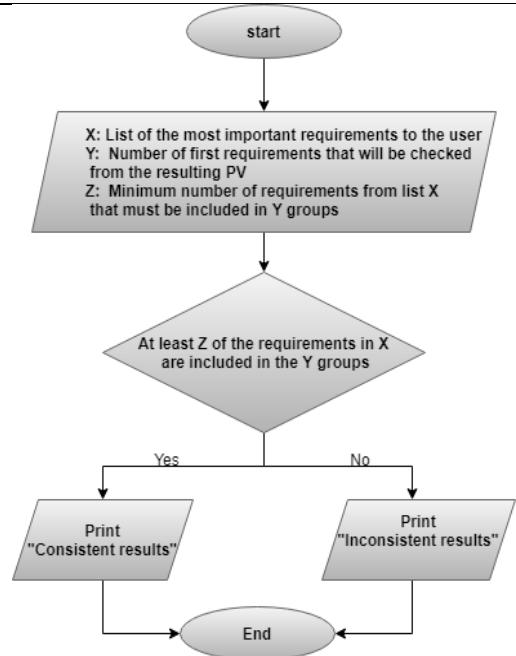 start
X: List of the most important requirements to the user
Y: Number of first requirements that will be checked
from the resulting PV
Z: Minimum number of requirements from list X
that must be included in Y groups
At least Z of the requirements in X
are included in the Y groups
Yes
No
Print
"Consistent results"
Print
"Inconsistent results"
End